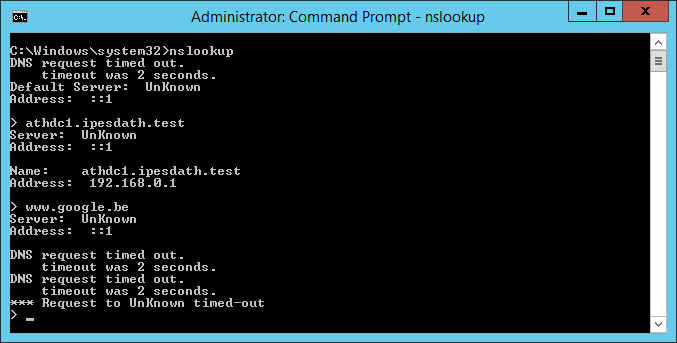 Administrator: Command Prompt - nslookup
C:\Windows\system32>nslookup
DNS request timed out.
    timeout was 2 seconds.
Default Server:  UnKnown
Address:  ::1

> athdc1.ipesdath.test
Server:  UnKnown
Address:  ::1

Name:    athdc1.ipesdath.test
Address:  192.168.0.1

> www.google.be
Server:  UnKnown
Address:  ::1

DNS request timed out.
    timeout was 2 seconds.
DNS request timed out.
    timeout was 2 seconds.
*** Request to UnKnown timed-out
> _